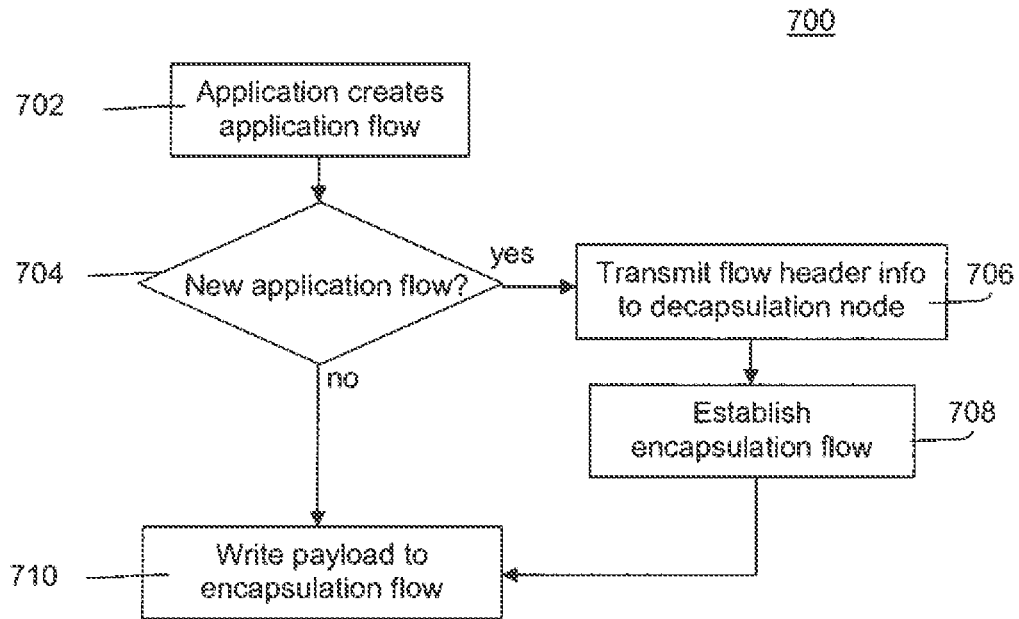 700
702
Application creates
application flow
704
New application flow?
yes
Transmit flow header info
to decapsulation node
706
no
Establish
encapsulation flow
708
710
Write payload to
encapsulation flow